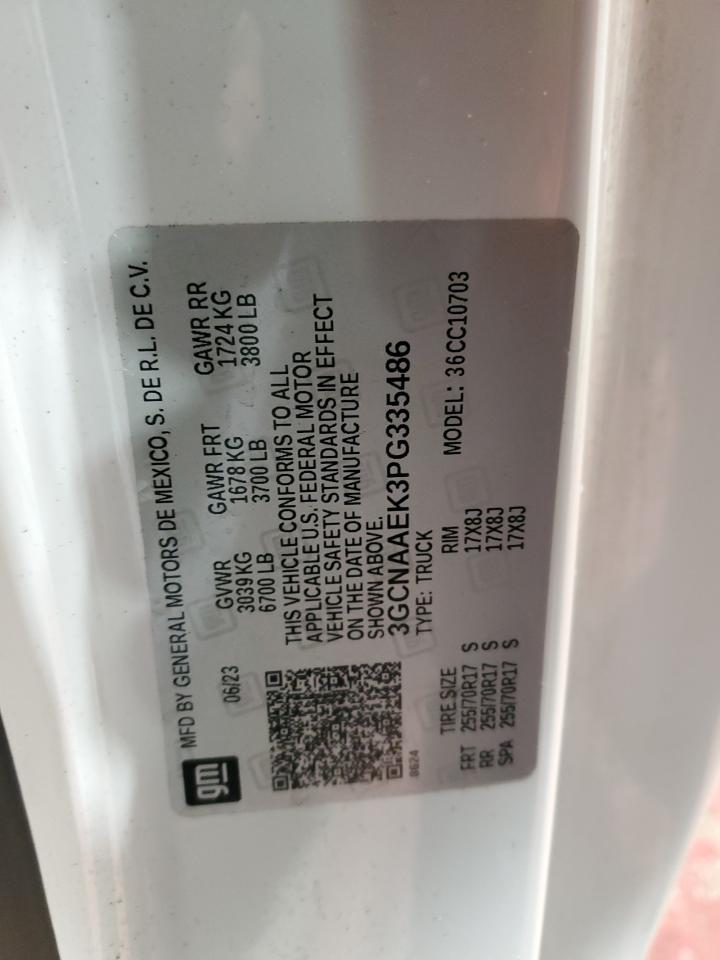 gm
MFD BY GENERAL MOTORS DE MEXICO, S. DE R.L. DE C.V.
06/23
GVWR GAWR FRT GAWR RR
3039 KG 1678 KG 1724 KG
6700 LB 3700 LB 3800 LB
THIS VEHICLE CONFORMS TO ALL
APPLICABLE U.S. FEDERAL MOTOR
VEHICLE SAFETY STANDARDS IN EFFECT
ON THE DATE OF MANUFACTURE
SHOWN ABOVE.
3GCNAAEK3PG335486
8624
TYPE: TRUCK
MODEL: 36CC10703
TIRE SIZE RIM
FRT 255/70R17 S 17X8J
RR 255/70R17 S 17X8J
SPA 255/70R17 S 17X8J